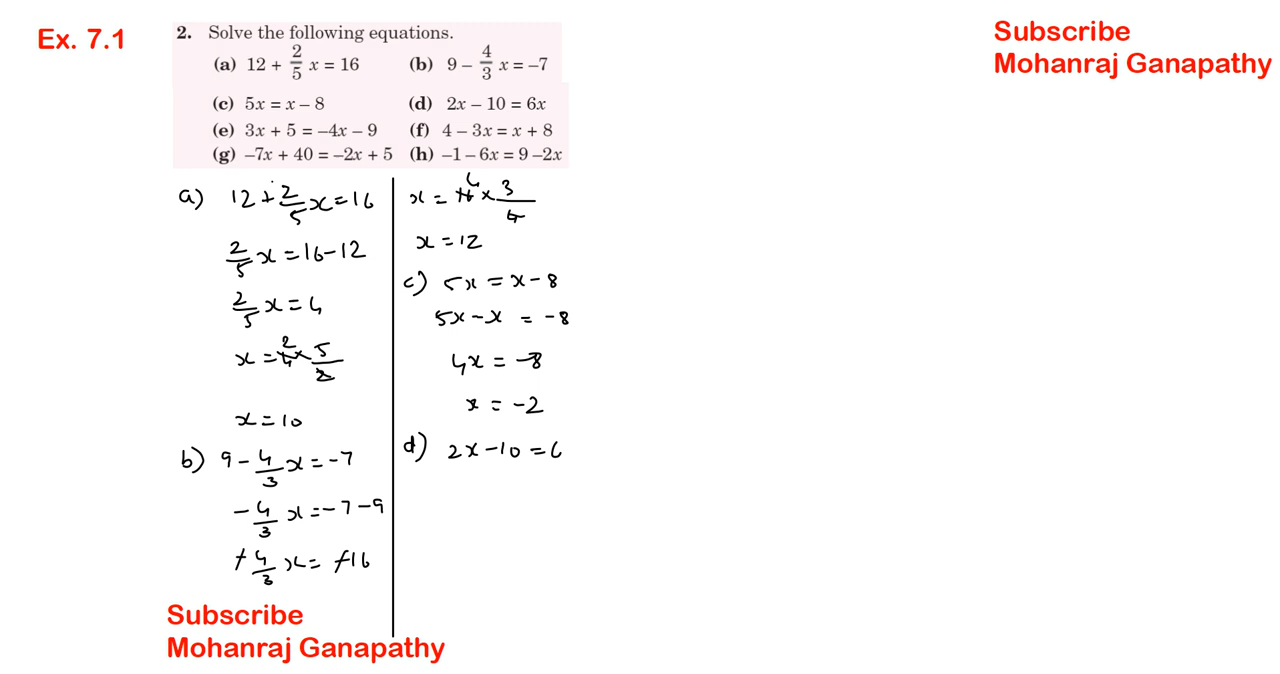 Ex. 7.1
2. Solve the following equations.
(a) 12 + 2/5 x = 16 (b) 9 – 4/3 x = –7
(c) 5x = x – 8 (d) 2x – 10 = 6x
(e) 3x + 5 = –4x – 9 (f) 4 – 3x = x + 8
(g) –7x + 40 = –2x + 5 (h) –1 – 6x = 9 –2x
Subscribe
Mohanraj Ganapathy
a) 12 + 2/5 x = 16
2/5 x = 16 - 12
2/5 x = 4
x = 4 2 × 5/2
x = 10
b) 9 - 4/3 x = -7
- 4/3 x = -7 - 9
- 4/3 x = -16
x = 16 4 × 3/4
x = 12
c) 5x = x - 8
5x - x = -8
4x = -8
x = -2
d) 2x - 10 = 6
Subscribe
Mohanraj Ganapathy